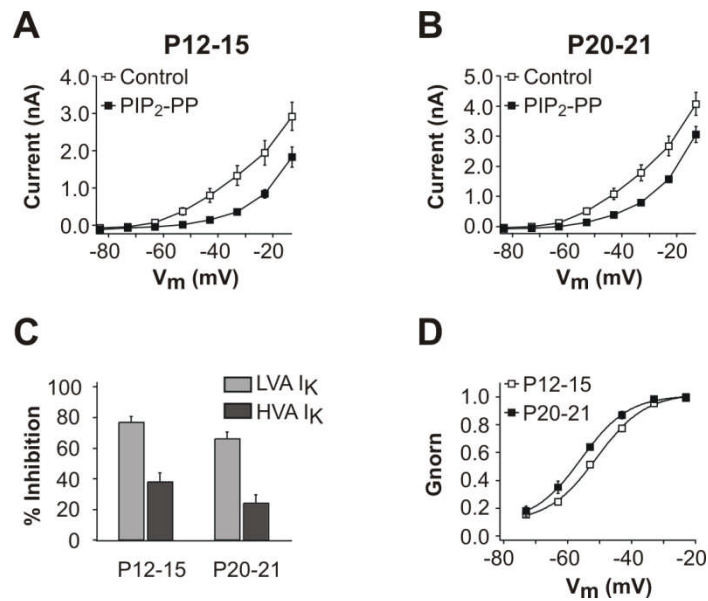 A
P12-15
Control
PIP2-PP
4.0
3.0
2.0
1.0
0.0
Current (nA)
-80 -60 -40 -20
Vm (mV)
B
P20-21
Control
PIP2-PP
5.0
4.0
3.0
2.0
1.0
0.0
Current (nA)
-80 -60 -40 -20
Vm (mV)
C
LVA IK
HVA IK
100
80
60
40
20
0
% Inhibition
P12-15 P20-21
D
P12-15
P20-21
1.0
0.8
0.6
0.4
0.2
0.0
Gnorn
-80 -60 -40 -20
Vm (mV)